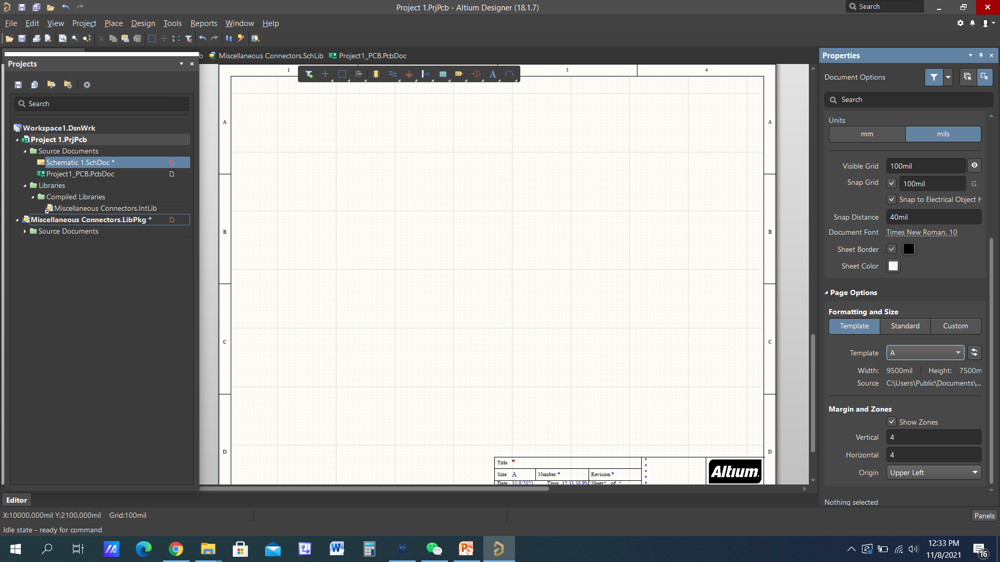 Project 1.PrjPcb - Altium Designer (18.1.7)
Search
File Edit View Project Place Design Tools Reports Window Help
b Miscellaneous Connectors.SchLib Project1_PCB.PcbDoc
Projects
Search
Workspace1.DsnWrk
Project 1.PrjPcb
Source Documents
Schematic 1.SchDoc *
Project1_PCB.PcbDoc
Libraries
Compiled Libraries
Miscellaneous Connectors.IntLib
Miscellaneous Connectors.LibPkg *
Source Documents
1 3 4
A A
B B
C C
D D
Title *
Size: A Number:* Revision:*
Date: 11/8/2021 Time: 12:33:38 PM Sheet* of *
*
*
*
*
*
Altium
Properties
Document Options
Search
Units
mm mils
Visible Grid 100mil
Snap Grid 100mil G
Snap to Electrical Object H
Snap Distance 40mil
Document Font Times New Roman, 10
Sheet Border
Sheet Color
Page Options
Formatting and Size
Template Standard Custom
Template A
Width: 9500mil Height: 7500m
Source C:\Users\Public\Documents\...
Margin and Zones
Show Zones
Vertical 4
Horizontal 4
Origin Upper Left
Nothing selected
Editor
X:10000.000mil Y:2100.000mil Grid:100mil
Panels
Idle state - ready for command
12:33 PM
11/8/2021
16